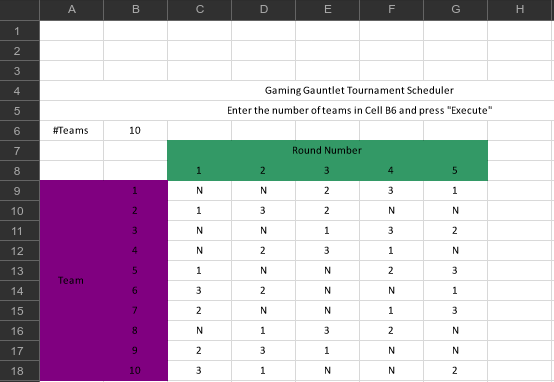 A B C D E F G H
1
2
3
4 Gaming Gauntlet Tournament Scheduler
5 Enter the number of teams in Cell B6 and press "Execute"
6 #Teams 10
7 Round Number
8 1 2 3 4 5
9 1 N N 2 3 1
10 2 1 3 2 N N
11 3 N N 1 3 2
12 4 N 2 3 1 N
13 5 1 N N 2 3
Team
14 6 3 2 N N 1
15 7 2 N N 1 3
16 8 N 1 3 2 N
17 9 2 3 1 N N
18 10 3 1 N N 2